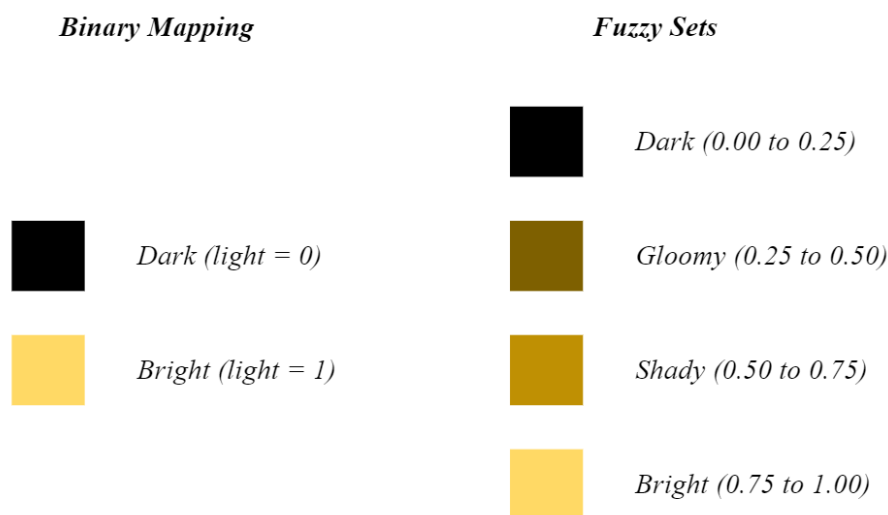 Binary Mapping
Dark (light = 0)
Bright (light = 1)
Fuzzy Sets
Dark (0.00 to 0.25)
Gloomy (0.25 to 0.50)
Shady (0.50 to 0.75)
Bright (0.75 to 1.00)